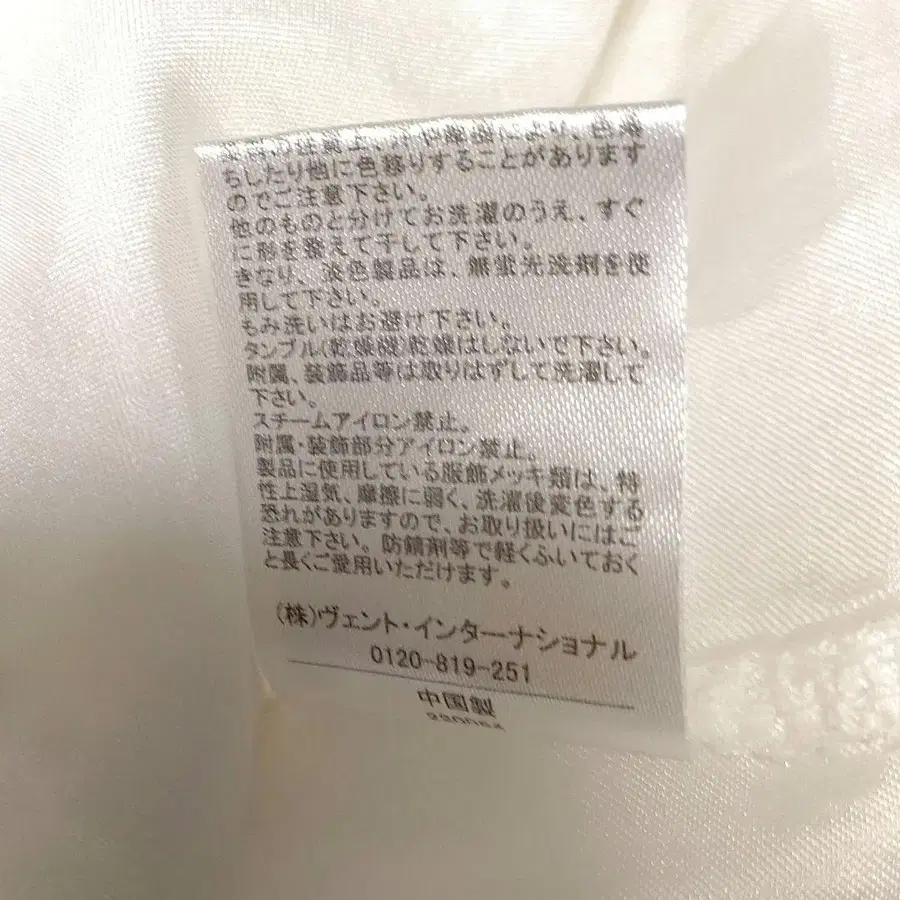 より、色落
ちしたり他に色移りすることがあります
のでご注意下さい。
他のものと分けてお洗濯のうえ、すぐ
に形を整えて干して下さい。
きなり、淡色製品は、無蛍光洗剤を使
用して下さい。
もみ洗いはお避け下さい。
タンブル(乾燥機)乾燥はしないで下さい。
附属、装飾品等は取りはずして洗濯して
下さい。
スチームアイロン禁止。
附属・装飾部分アイロン禁止。
製品に使用している服飾メッキ類は、特
性上湿気、摩擦に弱く、洗濯後変色する
恐れがありますので、お取り扱いにはご
注意下さい。防錆剤等で軽くふいておく
と長くご愛用いただけます。
(株)ヴェント・インターナショナル
0120-819-251
中国製